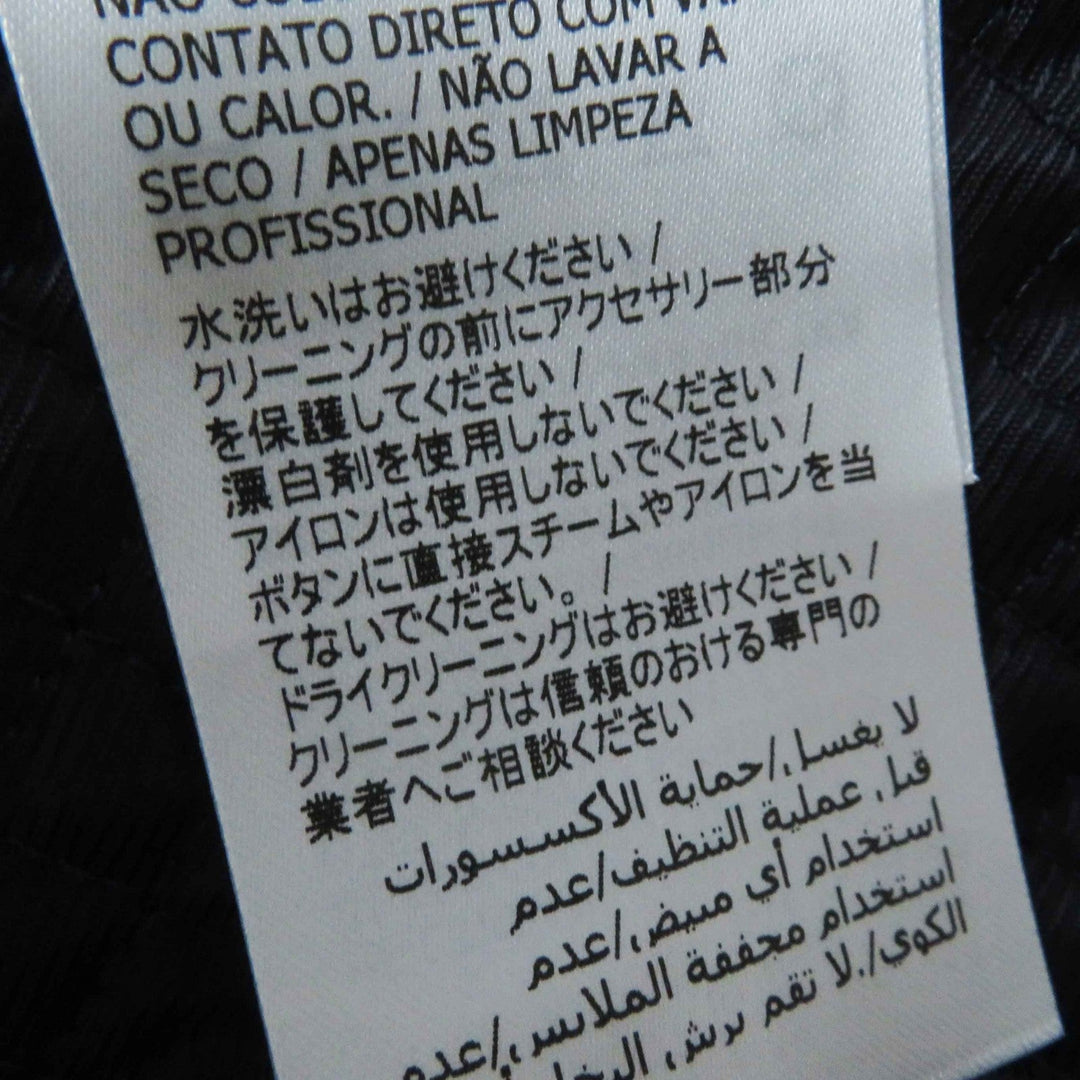 CONTATO DIRETO COM
OU CALOR. / NÃO LAVAR A
SECO / APENAS LIMPEZA
PROFISSIONAL
水洗いはお避けください /
クリーニングの前にアクセサリー部分
を保護してください /
漂白剤を使用しないでください /
アイロンは使用しないでください /
ボタンに直接スチームやアイロンを当
てないでください。 /
ドライクリーニングはお避けください /
クリーニングは信頼のおける専門の
業者へご相談ください
لا يغسل/حماية الأكسسورات
قبل عملية التنظيف/عدم
استخدام أي مبيض/عدم
استخدام مجففة الملابس/عدم
الكوي/.لا تقم برش